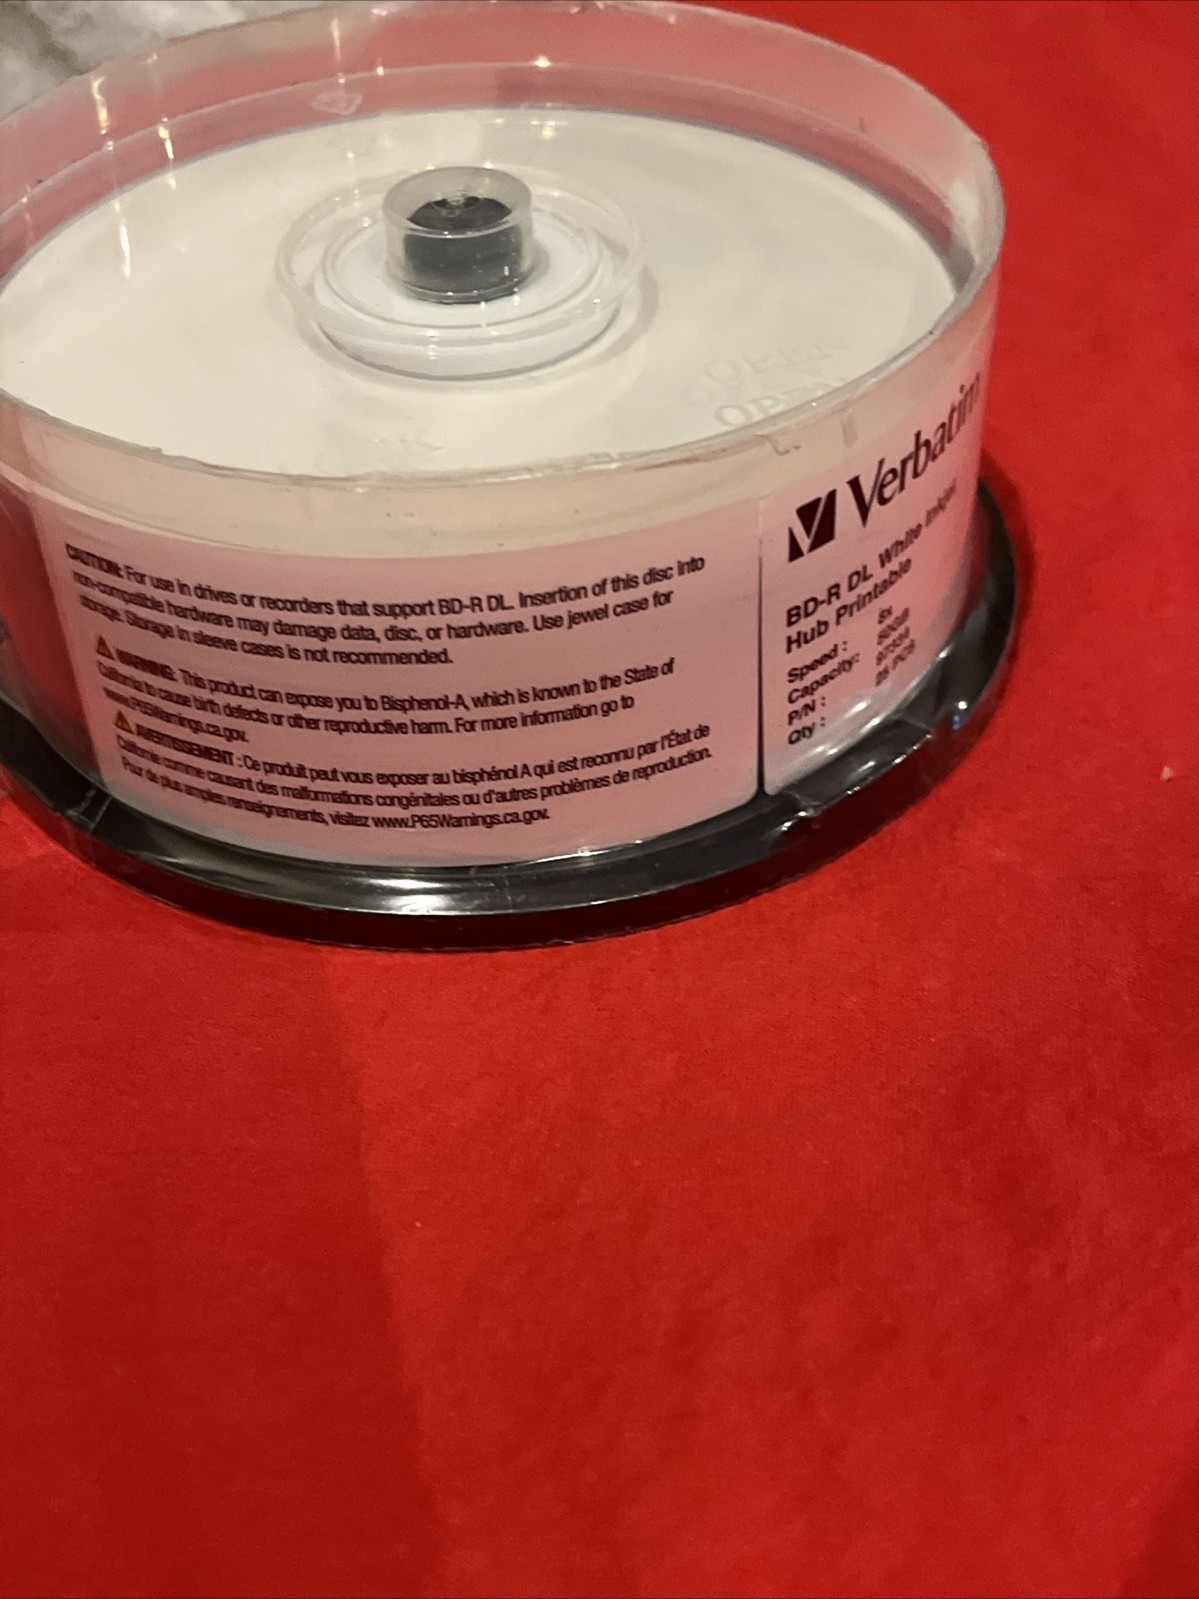 CAUTION: For use in drives or recorders that support BD-R DL. Insertion of this disc into
non-compatible hardware may damage data, disc, or hardware. Use jewel case for
storage. Storage in sleeve cases is not recommended.
WARNING: This product can expose you to Bisphenol-A, which is known to the State of
California to cause birth defects or other reproductive harm. For more information go to
www.P65Warnings.ca.gov.
AVERTISSEMENT : Ce produit peut vous exposer au bisphénol A qui est reconnu par l'État de
Californie comme causant des malformations congénitales ou d'autres problèmes de reproduction.
Pour de plus amples renseignements, visitez www.P65Warnings.ca.gov.
Verbatim
BD-R DL White Inkjet,
Hub Printable
Speed : 6x
Capacity: 50GB
P/N :
Qty : 25 PCS
OPEN